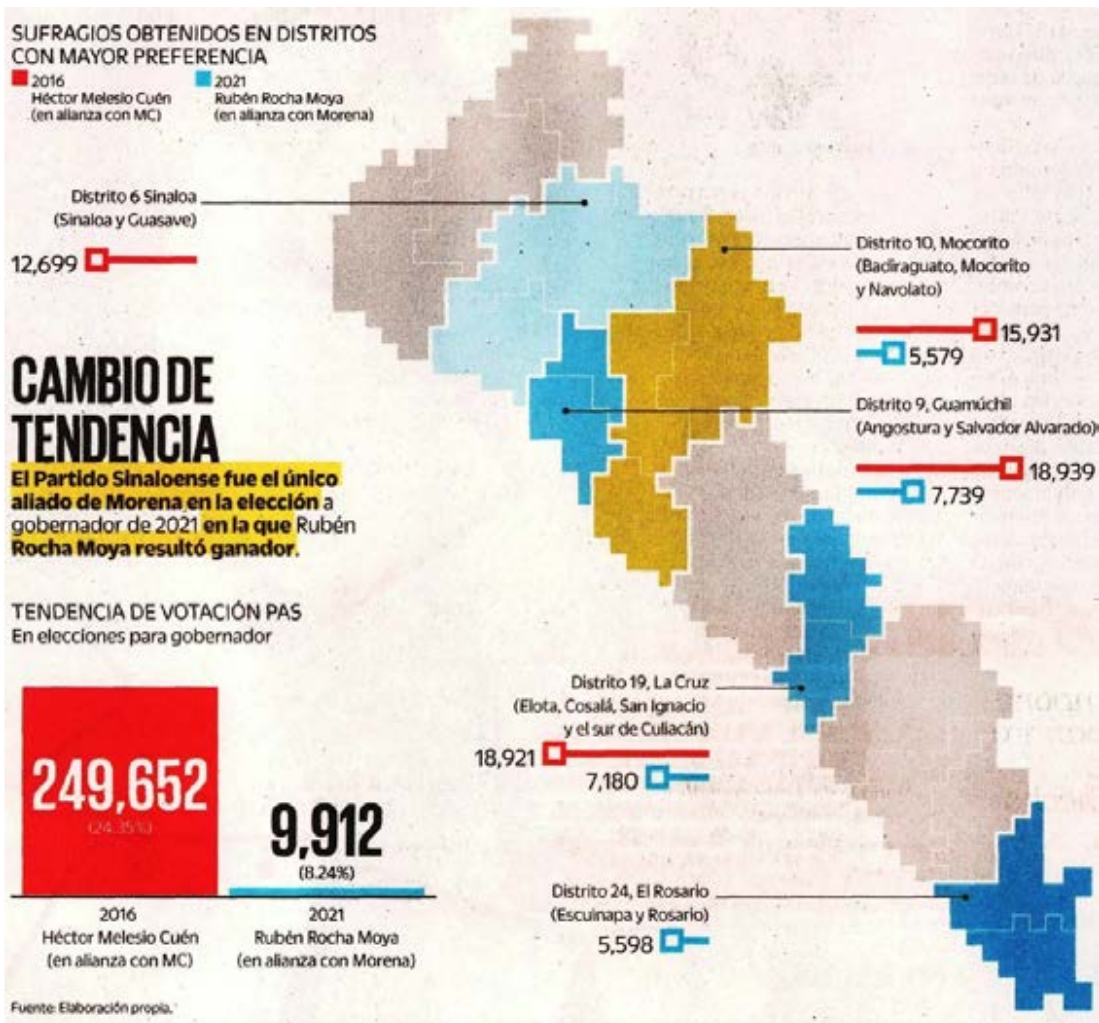 SUFRAGIOS OBTENIDOS EN DISTRITOS
CON MAYOR PREFERENCIA
2016
Héctor Melesio Cuén
(en alianza con MC)
2021
Rubén Rocha Moya
(en alianza con Morena)
Distrito 6 Sinaloa
(Sinaloa y Guasave)
12,699
Distrito 10, Mocorito
(Badiraguato, Mocorito
y Navolato)
15,931
5,579
Distrito 9, Guamúchil
(Angostura y Salvador Alvarado)
18,939
7,739
CAMBIO DE
TENDENCIA
El Partido Sinaloense fue el único
aliado de Morena en la elección a
gobernador de 2021 en la que Rubén
Rocha Moya resultó ganador.
TENDENCIA DE VOTACIÓN PAS
En elecciones para gobernador
249,652
(24.35%)
2016
Héctor Melesio Cuén
(en alianza con MC)
9,912
(8.24%)
2021
Rubén Rocha Moya
(en alianza con Morena)
Distrito 19, La Cruz
(Elota, Cosalá, San Ignacio
y el sur de Culiacán)
18,921
7,180
Distrito 24, El Rosario
(Escuinapa y Rosario)
5,598
Fuente: Elaboración propia.